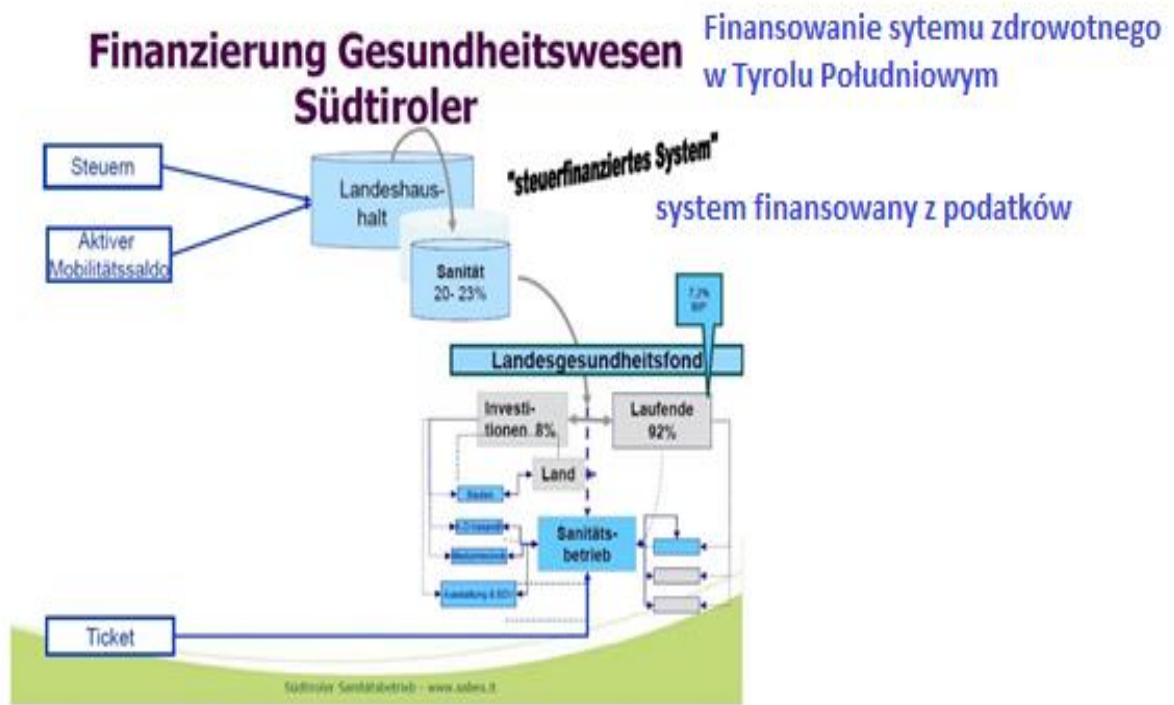 Finanzierung Gesundheitswesen
Südtiroler
Finansowanie sytemu zdrowotnego
w Tyrolu Południowym
Steuern
Aktiver
Mobilitätssaldo
Landeshaus-
halt
"steuerfinanziertes System"
system finansowany z podatków
Sanität
20- 23%
7,2%
BIP
Landesgesundheitsfond
Investi-
tionen 8%
Laufende
92%
Land
Sanitäts-
betrieb
Ticket
Südtiroler Sanitätsbetrieb - www.sabes.it